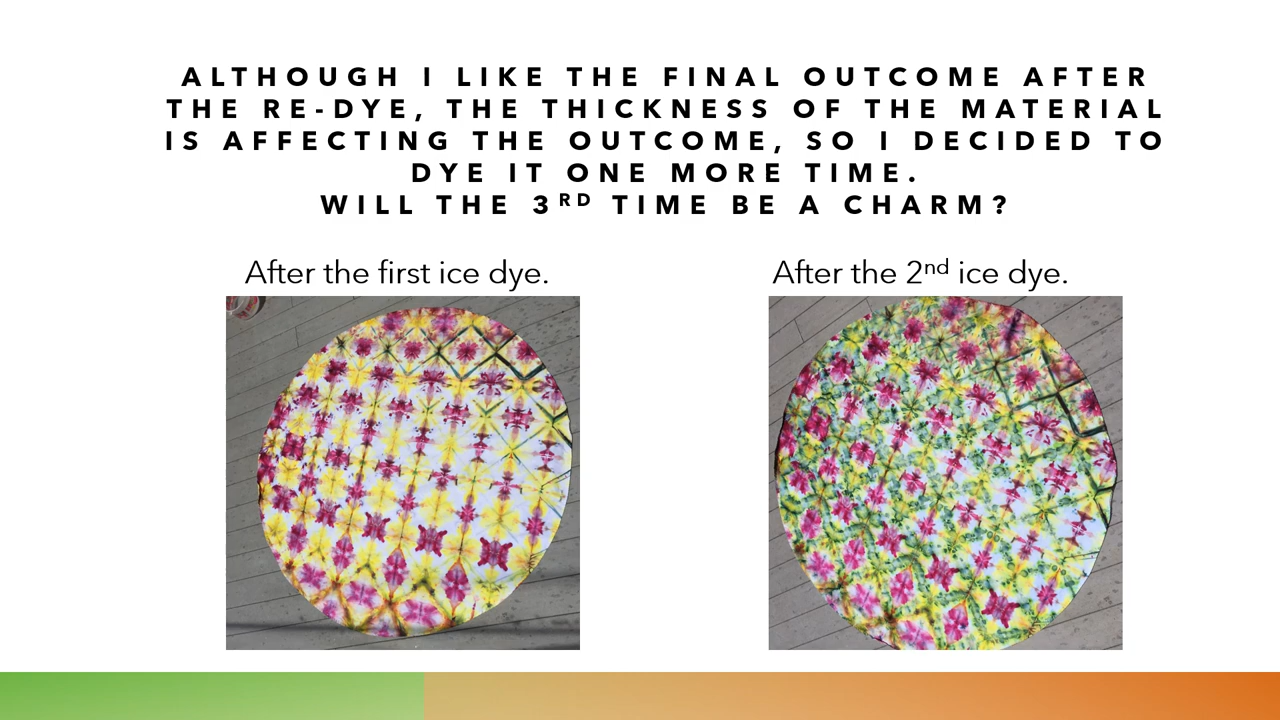 ALTHOUGH I LIKE THE FINAL OUTCOME AFTER
THE RE-DYE, THE THICKNESS OF THE MATERIAL
IS AFFECTING THE OUTCOME, SO I DECIDED TO
DYE IT ONE MORE TIME.
WILL THE 3RD TIME BE A CHARM?
After the first ice dye.
After the 2nd ice dye.